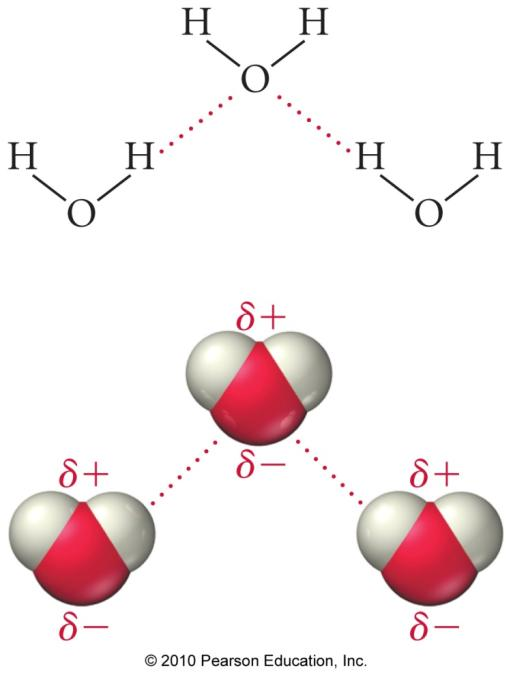 H H
O
H H H H
O O
δ+
δ−
δ+ δ+
δ− δ−
© 2010 Pearson Education, Inc.